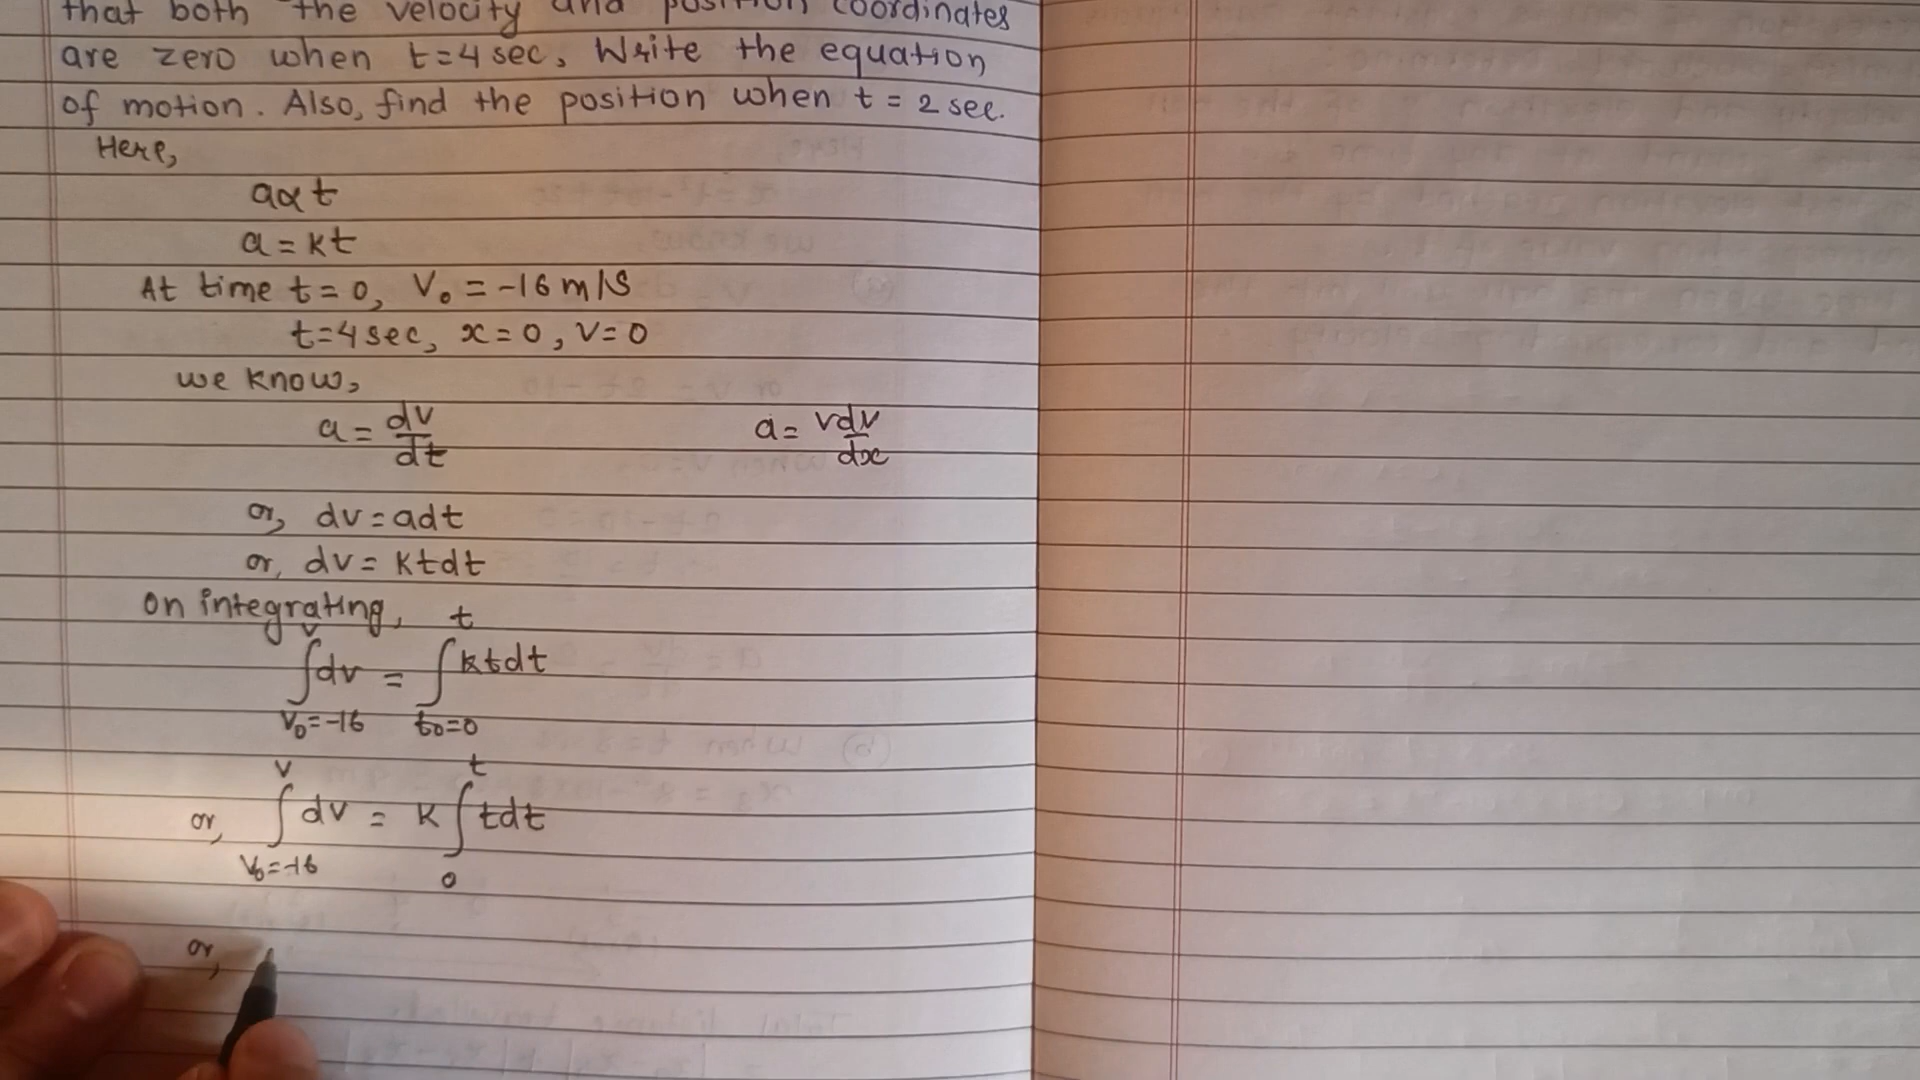 that both the velocity and position coordinates
are zero when t=4 sec, Write the equation
of motion. Also, find the position when t = 2 sec.
Here,
a∝t
a = kt
At time t = 0, V₀ = -16 m/s
t=4 sec, x = 0, v=0
we know,
a = dv/dt a = vdv/dx
or, dv = adt
or, dv = ktdt
on integrating,
∫_{V₀=-16}^{v} dv = ∫_{t₀=0}^{t} ktdt
or, ∫_{V₀=-16}^{v} dv = k ∫_{0}^{t} tdt
or,